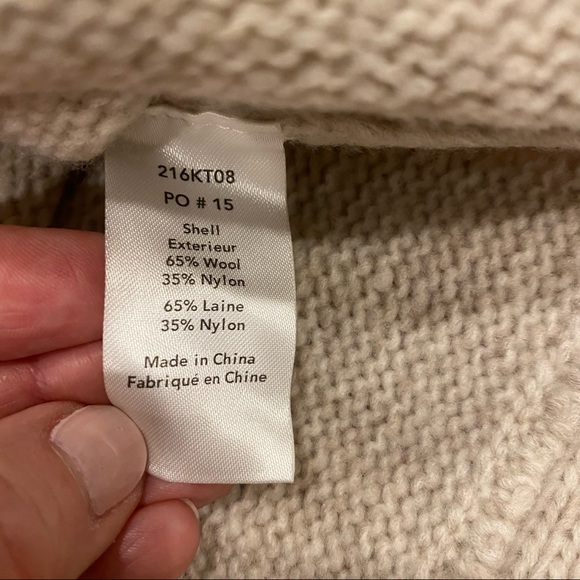 216KT08
PO # 15
Shell
Exterieur
65% Wool
35% Nylon
65% Laine
35% Nylon
Made in China
Fabriqué en Chine